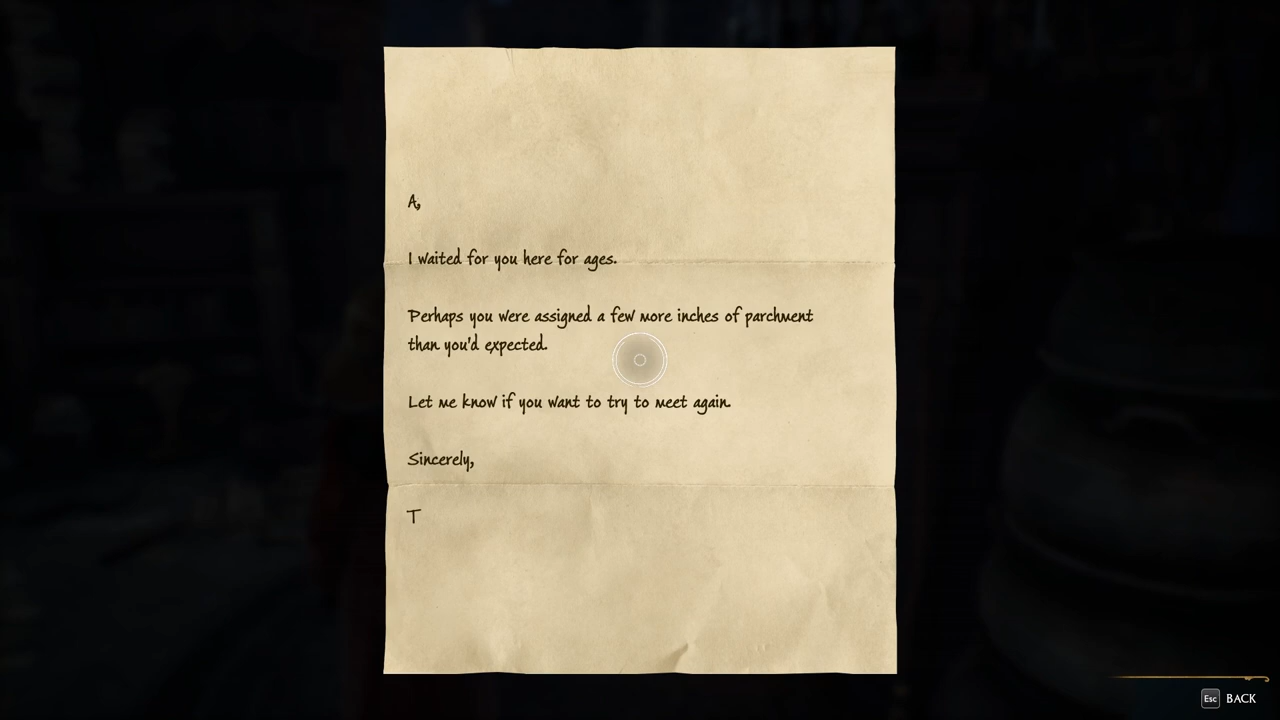 A,
I waited for you here for ages.
Perhaps you were assigned a few more inches of parchment
than you'd expected.
Let me know if you want to try to meet again.
Sincerely,
T
Esc BACK